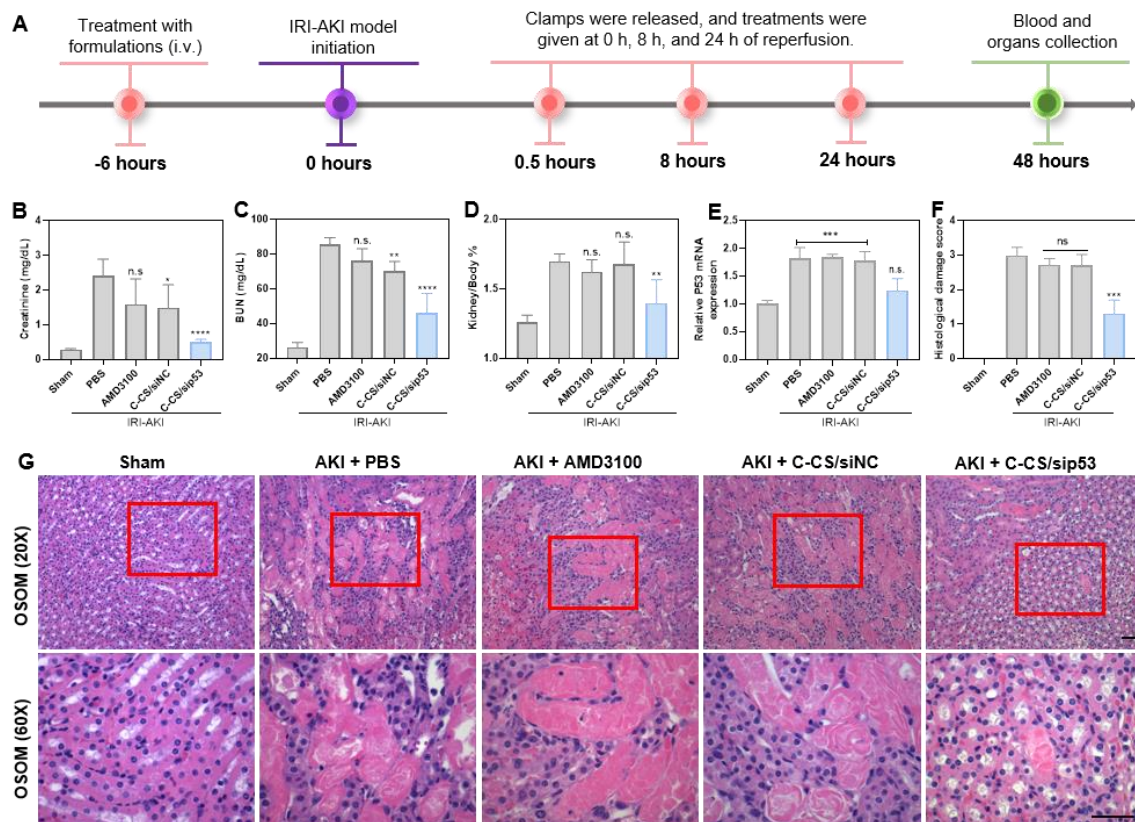 A
Treatment with
formulations (i.v.)
IRI-AKI model
initiation
Clamps were released, and treatments were
given at 0 h, 8 h, and 24 h of reperfusion.
Blood and
organs collection
-6 hours
0 hours
0.5 hours
8 hours
24 hours
48 hours
B
Creatinine (mg/dL)
4
3
2
1
0
n.s
*
****
Sham
PBS
AMD3100
C-CS/siNC
C-CS/sip53
IRI-AKI
C
BUN (mg/dL)
100
80
60
40
20
n.s.
**
****
Sham
PBS
AMD3100
C-CS/siNC
C-CS/sip53
IRI-AKI
D
Kidney/Body %
2.0
1.8
1.6
1.4
1.2
1.0
n.s.
n.s.
**
Sham
PBS
AMD3100
C-CS/siNC
C-CS/sip53
IRI-AKI
E
Relative P53 mRNA
expression
2.5
2.0
1.5
1.0
0.5
0.0
***
n.s.
Sham
PBS
AMD3100
C-CS/siNC
C-CS/sip53
IRI-AKI
F
Histological damage score
4
3
2
1
0
ns
***
Sham
PBS
AMD3100
C-CS/siNC
C-CS/sip53
IRI-AKI
G
Sham
AKI + PBS
AKI + AMD3100
AKI + C-CS/siNC
AKI + C-CS/sip53
OSOM (20X)
OSOM (60X)